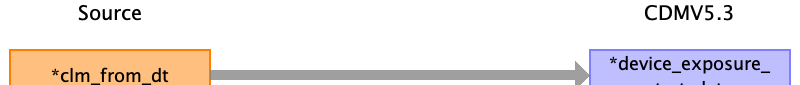 Source
CDMV5.3
*clm_from_dt
*device_exposure_